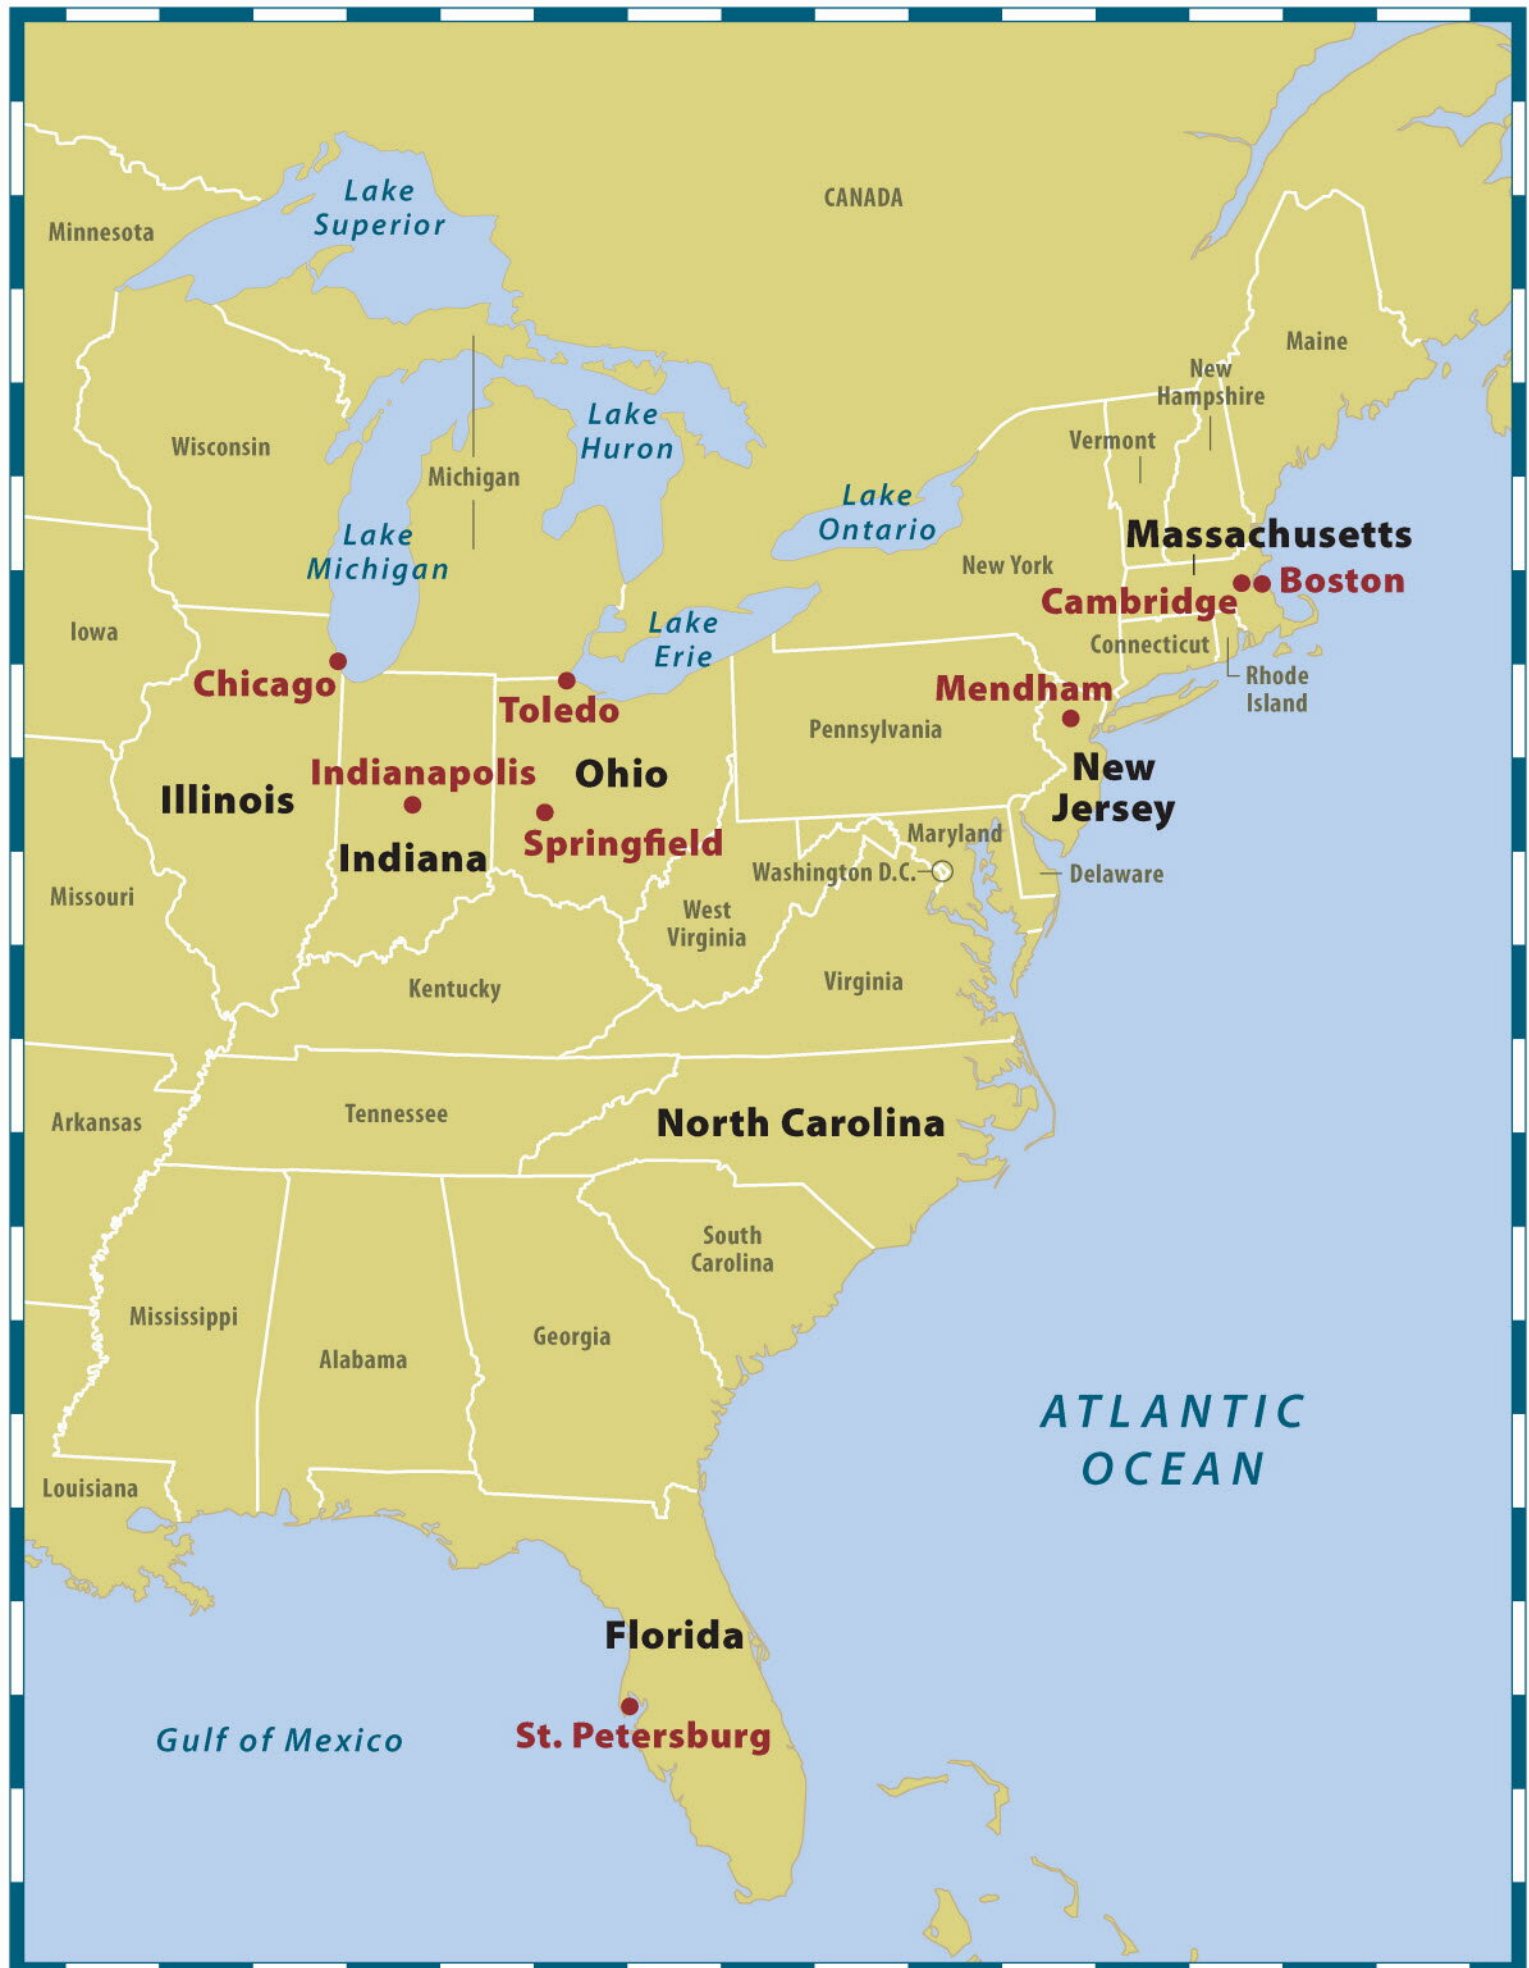 CANADA
Lake
Superior
Minnesota
Maine
New
Hampshire
Lake
Huron
Vermont
Wisconsin
Michigan
Lake
Ontario
Lake
Michigan
Massachusetts
New York
Boston
Cambridge
Iowa
Lake
Erie
Connecticut
Rhode
Island
Chicago
Mendham
Toledo
Pennsylvania
Indianapolis
Ohio
New
Jersey
Illinois
Springfield
Maryland
Indiana
Washington D.C.
Delaware
Missouri
West
Virginia
Virginia
Kentucky
Arkansas
Tennessee
North Carolina
South
Carolina
Mississippi
Georgia
Alabama
ATLANTIC
OCEAN
Louisiana
Florida
Gulf of Mexico
St. Petersburg